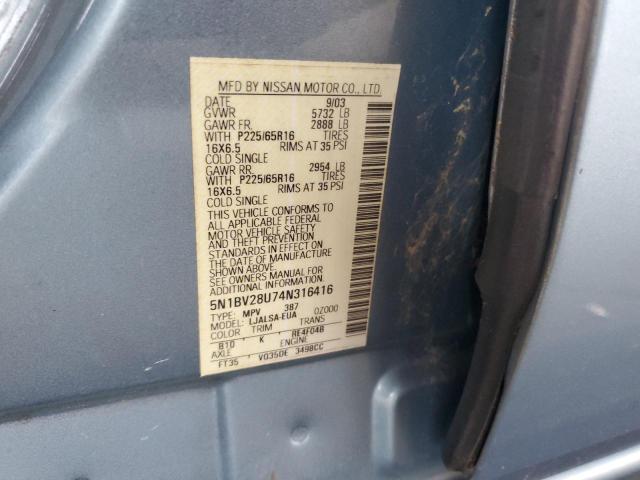 MFD BY NISSAN MOTOR CO., LTD.
DATE 9/03
GVWR 5732 LB
GAWR FR. 2888 LB
WITH P225/65R16 TIRES
16X6.5 RIMS AT 35 PSI
COLD SINGLE
GAWR RR. 2954 LB
WITH P225/65R16 TIRES
16X6.5 RIMS AT 35 PSI
COLD SINGLE
THIS VEHICLE CONFORMS TO
ALL APPLICABLE FEDERAL
MOTOR VEHICLE SAFETY
AND THEFT PREVENTION
STANDARDS IN EFFECT ON
THE DATE OF MANUFACTURE
SHOWN ABOVE.
SEE OWNERS MANUAL FOR
ADDITIONAL INFORMATION
5N1BV28U74N316416
TYPE: MPV 387
MODEL: LJALSA-EUA 0Z000
COLOR TRIM TRANS
B10 K RE4F04B
AXLE ENGINE
FT35 VQ35DE 3498CC